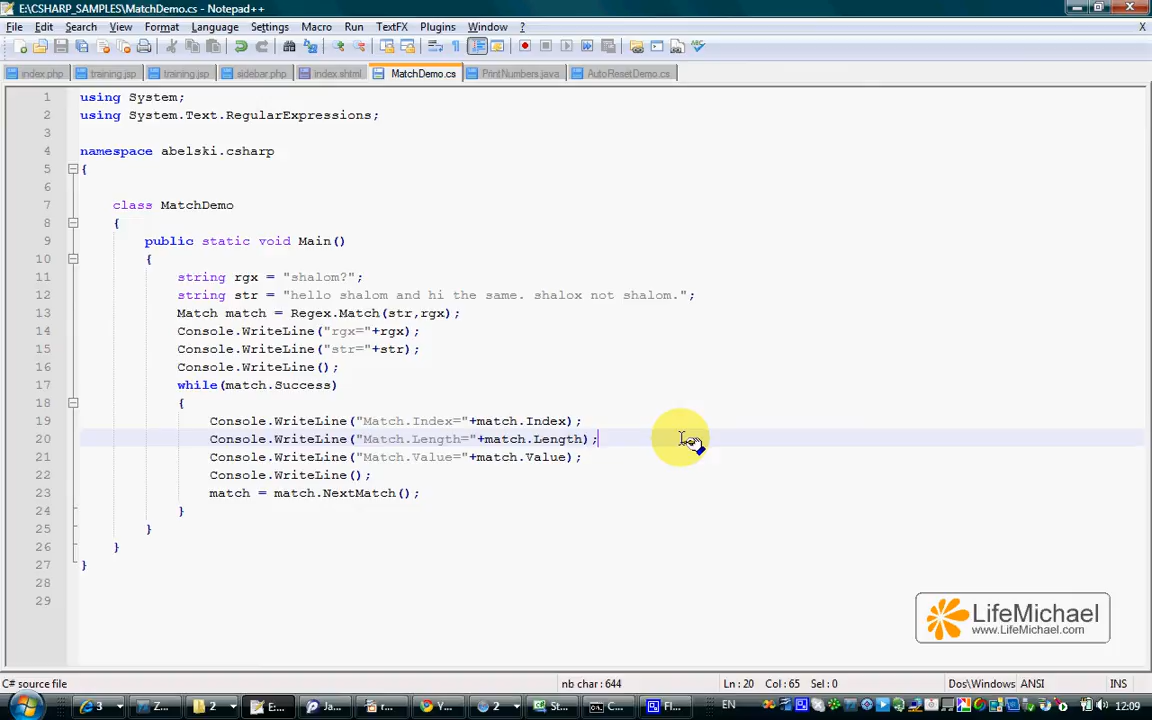 E:\CSHARP_SAMPLES\MatchDemo.cs - Notepad++
File Edit Search View Format Language Settings Macro Run TextFX Plugins Window ? X
index.php training.jsp training.jsp sidebar.php index.shtml MatchDemo.cs PrintNumbers.java AutoResetDemo.cs
1 using System;
2 using System.Text.RegularExpressions;
3
4 namespace abelski.csharp
5 {
6
7 class MatchDemo
8 {
9 public static void Main()
10 {
11 string rgx = "shalom?";
12 string str = "hello shalom and hi the same. shalox not shalom.";
13 Match match = Regex.Match(str,rgx);
14 Console.WriteLine("rgx="+rgx);
15 Console.WriteLine("str="+str);
16 Console.WriteLine();
17 while(match.Success)
18 {
19 Console.WriteLine("Match.Index="+match.Index);
20 Console.WriteLine("Match.Length="+match.Length);
21 Console.WriteLine("Match.Value="+match.Value);
22 Console.WriteLine();
23 match = match.NextMatch();
24 }
25 }
26 }
27 }
28
29
LifeMichael
www.LifeMichael.com
C# source file nb char : 644 Ln : 20 Col : 65 Sel : 0 Dos\Windows ANSI INS
3 Z... 2 E:... Ja... r... Y... 2 St... C... Fl... EN 12:09